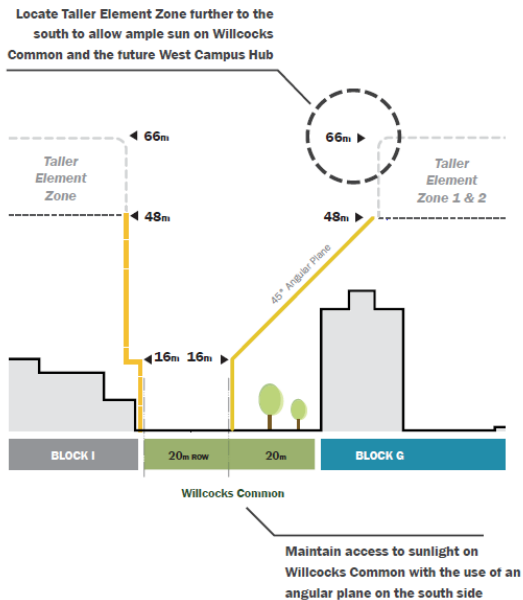 Locate Taller Element Zone further to the
south to allow ample sun on Willcocks
Common and the future West Campus Hub
66m
66m
Taller
Element
Zone
Taller
Element
Zone 1 & 2
48m
48m
45° Angular Plane
16m
16m
BLOCK I
20m ROW
20m
BLOCK G
Willcocks Common
Maintain access to sunlight on
Willcocks Common with the use of an
angular plane on the south side